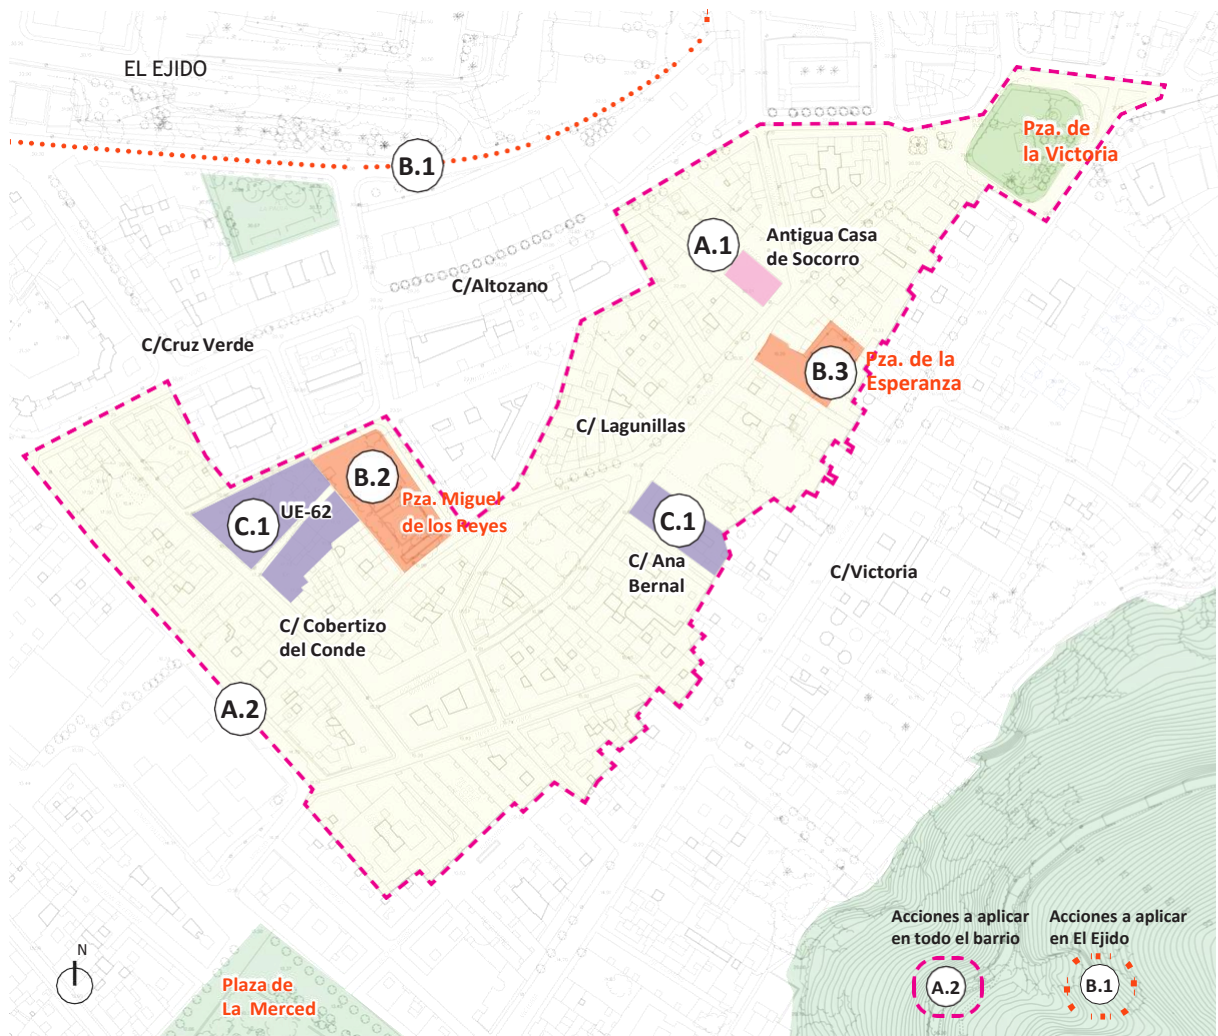 EL EJIDO
Pza. de
la Victoria
B.1
A.1
Antigua Casa
de Socorro
C/Altozano
C/Cruz Verde
B.3
Pza. de la
Esperanza
C/ Lagunillas
B.2
Pza. Miguel
de los Reyes
C.1
UE-62
C.1
C/ Ana
Bernal
C/Victoria
C/ Cobertizo
del Conde
A.2
Acciones a aplicar
en todo el barrio
A.2
Acciones a aplicar
en El Ejido
B.1
N
Plaza de
La Merced